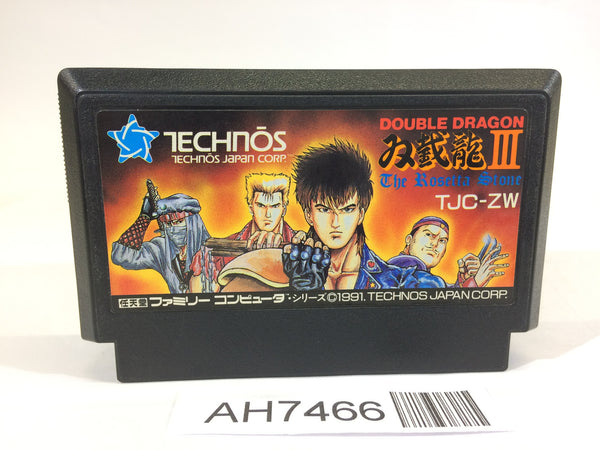 TECHNŌS
TECHNŌS JAPAN CORP.
DOUBLE DRAGON
双截龍III
The Rosetta Stone
TJC-ZW
任天堂 ファミリー コンピュータ・シリーズ©1991. TECHNOS JAPAN CORP.
AH7466